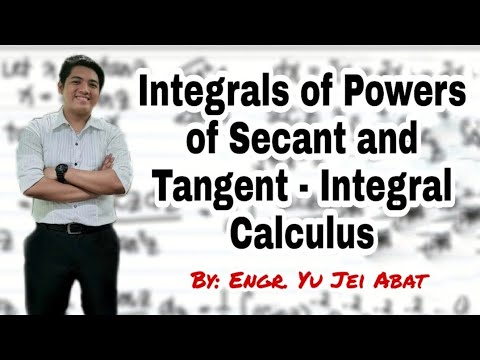 Integrals of Powers
of Secant and
Tangent - Integral
Calculus
By: Engr. Yu Jei Abat